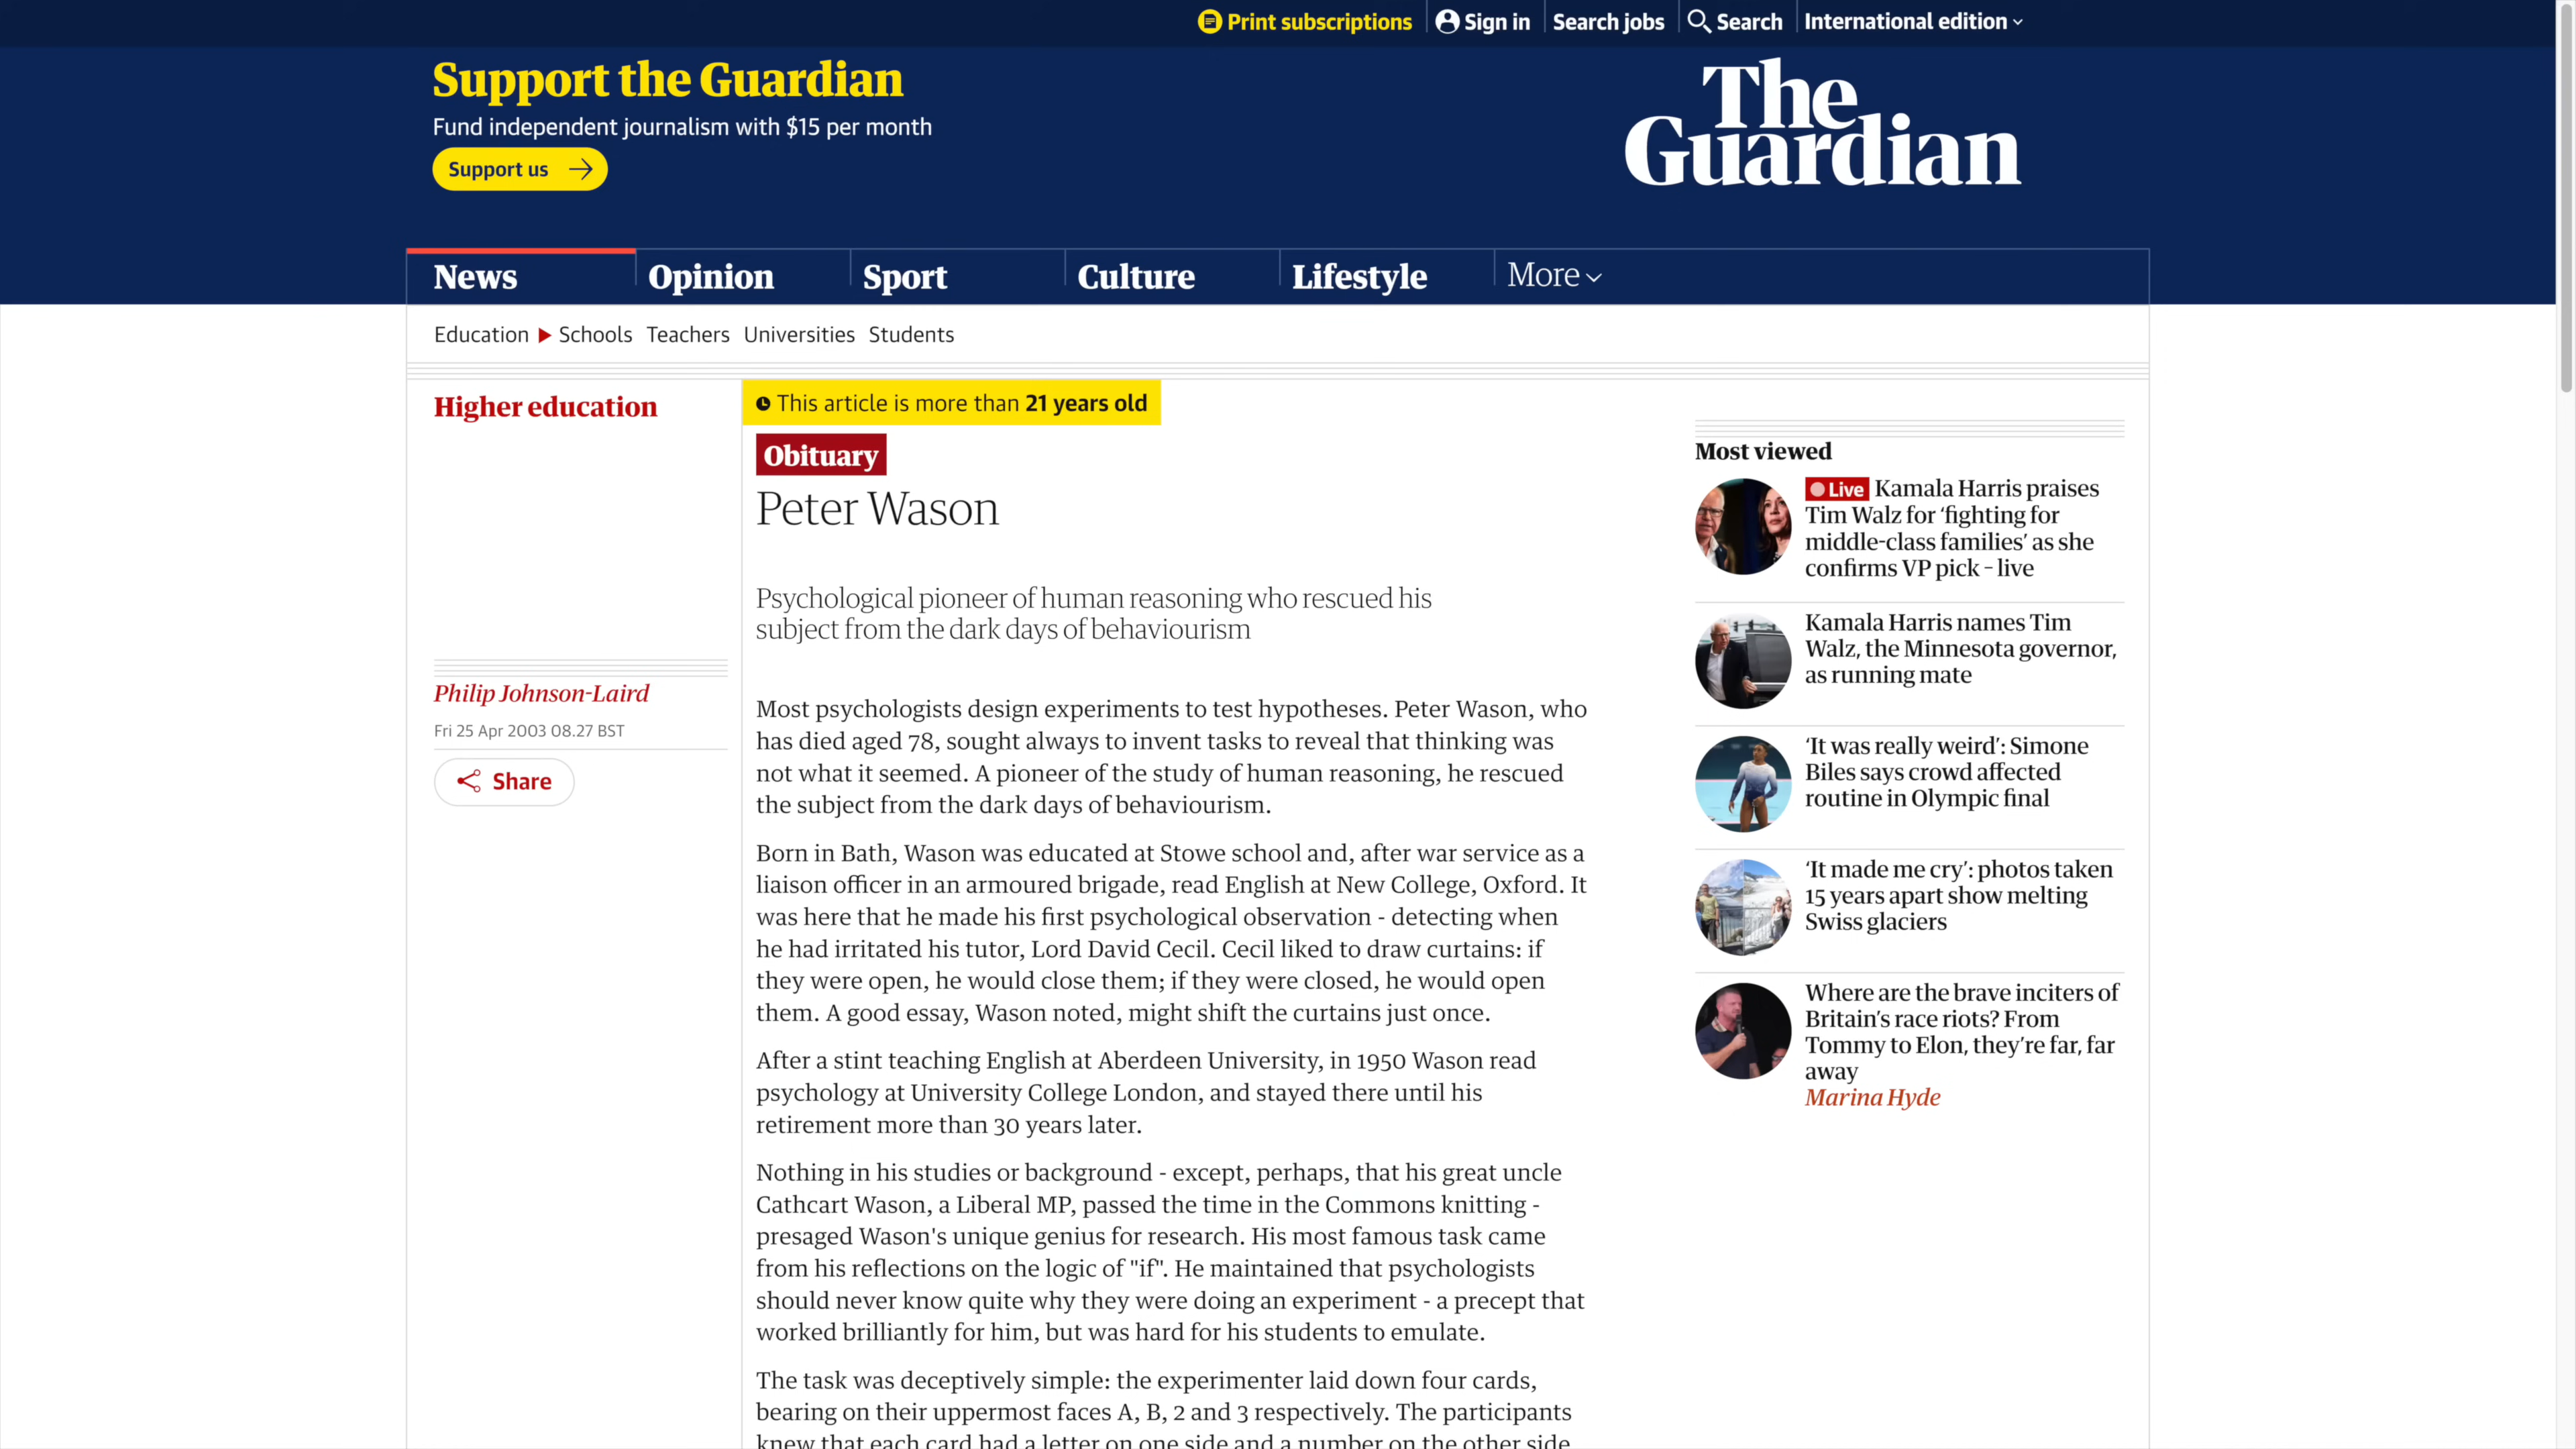 Print subscriptions
Sign in
Search jobs
Search
International edition
Support the Guardian
Fund independent journalism with $15 per month
Support us
The
Guardian
News
Opinion
Sport
Culture
Lifestyle
More
Education
Schools
Teachers
Universities
Students
Higher education
Philip Johnson-Laird
Fri 25 Apr 2003 08.27 BST
Share
This article is more than 21 years old
Obituary
Peter Wason
Psychological pioneer of human reasoning who rescued his
subject from the dark days of behaviourism
Most psychologists design experiments to test hypotheses. Peter Wason, who
has died aged 78, sought always to invent tasks to reveal that thinking was
not what it seemed. A pioneer of the study of human reasoning, he rescued
the subject from the dark days of behaviourism.
Born in Bath, Wason was educated at Stowe school and, after war service as a
liaison officer in an armoured brigade, read English at New College, Oxford. It
was here that he made his first psychological observation - detecting when
he had irritated his tutor, Lord David Cecil. Cecil liked to draw curtains: if
they were open, he would close them; if they were closed, he would open
them. A good essay, Wason noted, might shift the curtains just once.
After a stint teaching English at Aberdeen University, in 1950 Wason read
psychology at University College London, and stayed there until his
retirement more than 30 years later.
Nothing in his studies or background - except, perhaps, that his great uncle
Cathcart Wason, a Liberal MP, passed the time in the Commons knitting -
presaged Wason's unique genius for research. His most famous task came
from his reflections on the logic of "if". He maintained that psychologists
should never know quite why they were doing an experiment - a precept that
worked brilliantly for him, but was hard for his students to emulate.
The task was deceptively simple: the experimenter laid down four cards,
bearing on their uppermost faces A, B, 2 and 3 respectively. The participants
knew that each card had a letter on one side and a number on the other side
Most viewed
Live Kamala Harris praises
Tim Walz for ‘fighting for
middle-class families’ as she
confirms VP pick – live
Kamala Harris names Tim
Walz, the Minnesota governor,
as running mate
‘It was really weird’: Simone
Biles says crowd affected
routine in Olympic final
‘It made me cry’: photos taken
15 years apart show melting
Swiss glaciers
Where are the brave inciters of
Britain’s race riots? From
Tommy to Elon, they’re far, far
away
Marina Hyde